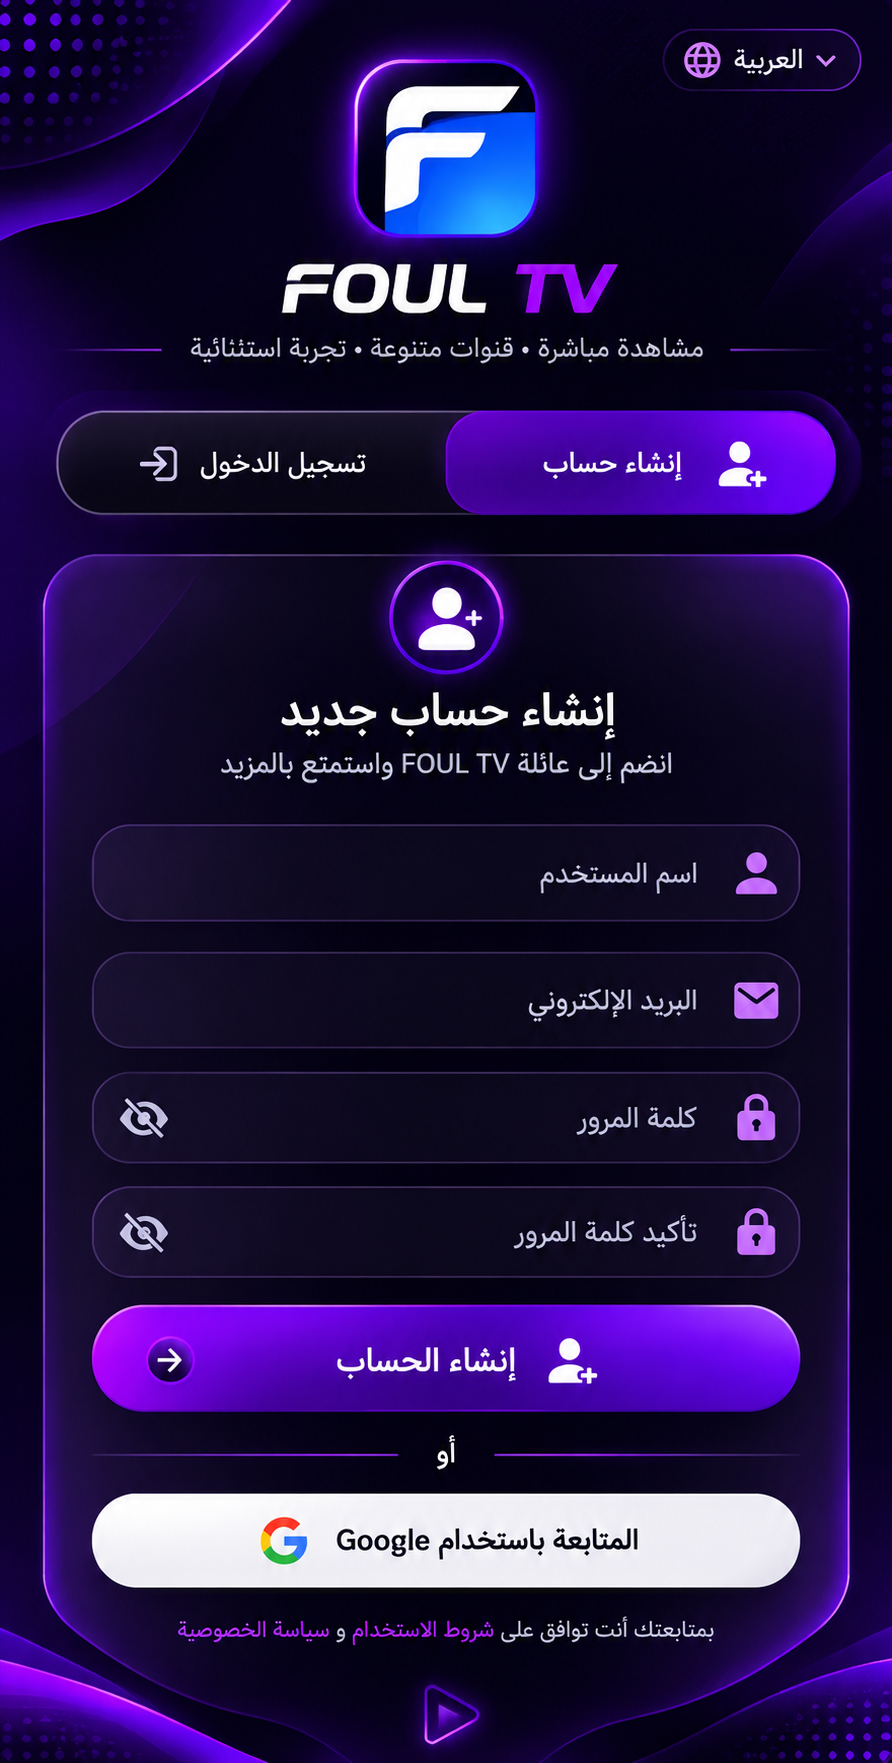 العربية
FOUL TV
مشاهدة مباشرة • قنوات متنوعة • تجربة استثنائية
إنشاء حساب
تسجيل الدخول
إنشاء حساب جديد
انضم إلى عائلة FOUL TV واستمتع بالمزيد
اسم المستخدم
البريد الإلكتروني
كلمة المرور
تأكيد كلمة المرور
إنشاء الحساب
أو
المتابعة باستخدام Google
بمتابعتك أنت توافق على شروط الاستخدام و سياسة الخصوصية